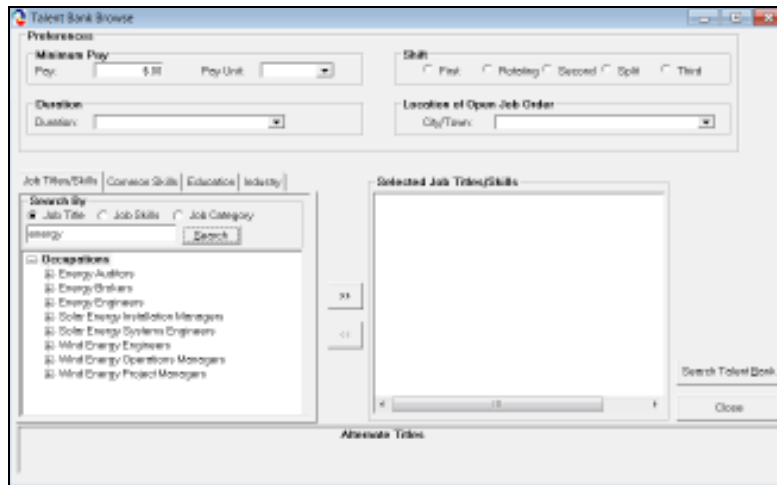 Talent Bank Browse
Preferences
Minimum Pay
Pay:
Pay Unit:
Shift
First Rotating Second Split Third
Duration
Duration:
Location of Open Job Order
City/Town:
Job Titles/Skills Common Skills Education Industry
Search By
Job Title Job Skills Job Category
energy Search
Occupations
Energy Auditors
Energy Brokers
Energy Engineers
Solar Energy Installation Managers
Solar Energy Systems Engineers
Wind Energy Engineers
Wind Energy Operations Managers
Wind Energy Project Managers
>>
<<
Selected Job Titles/Skills
Search Talent Bank
Close
Alternate Titles